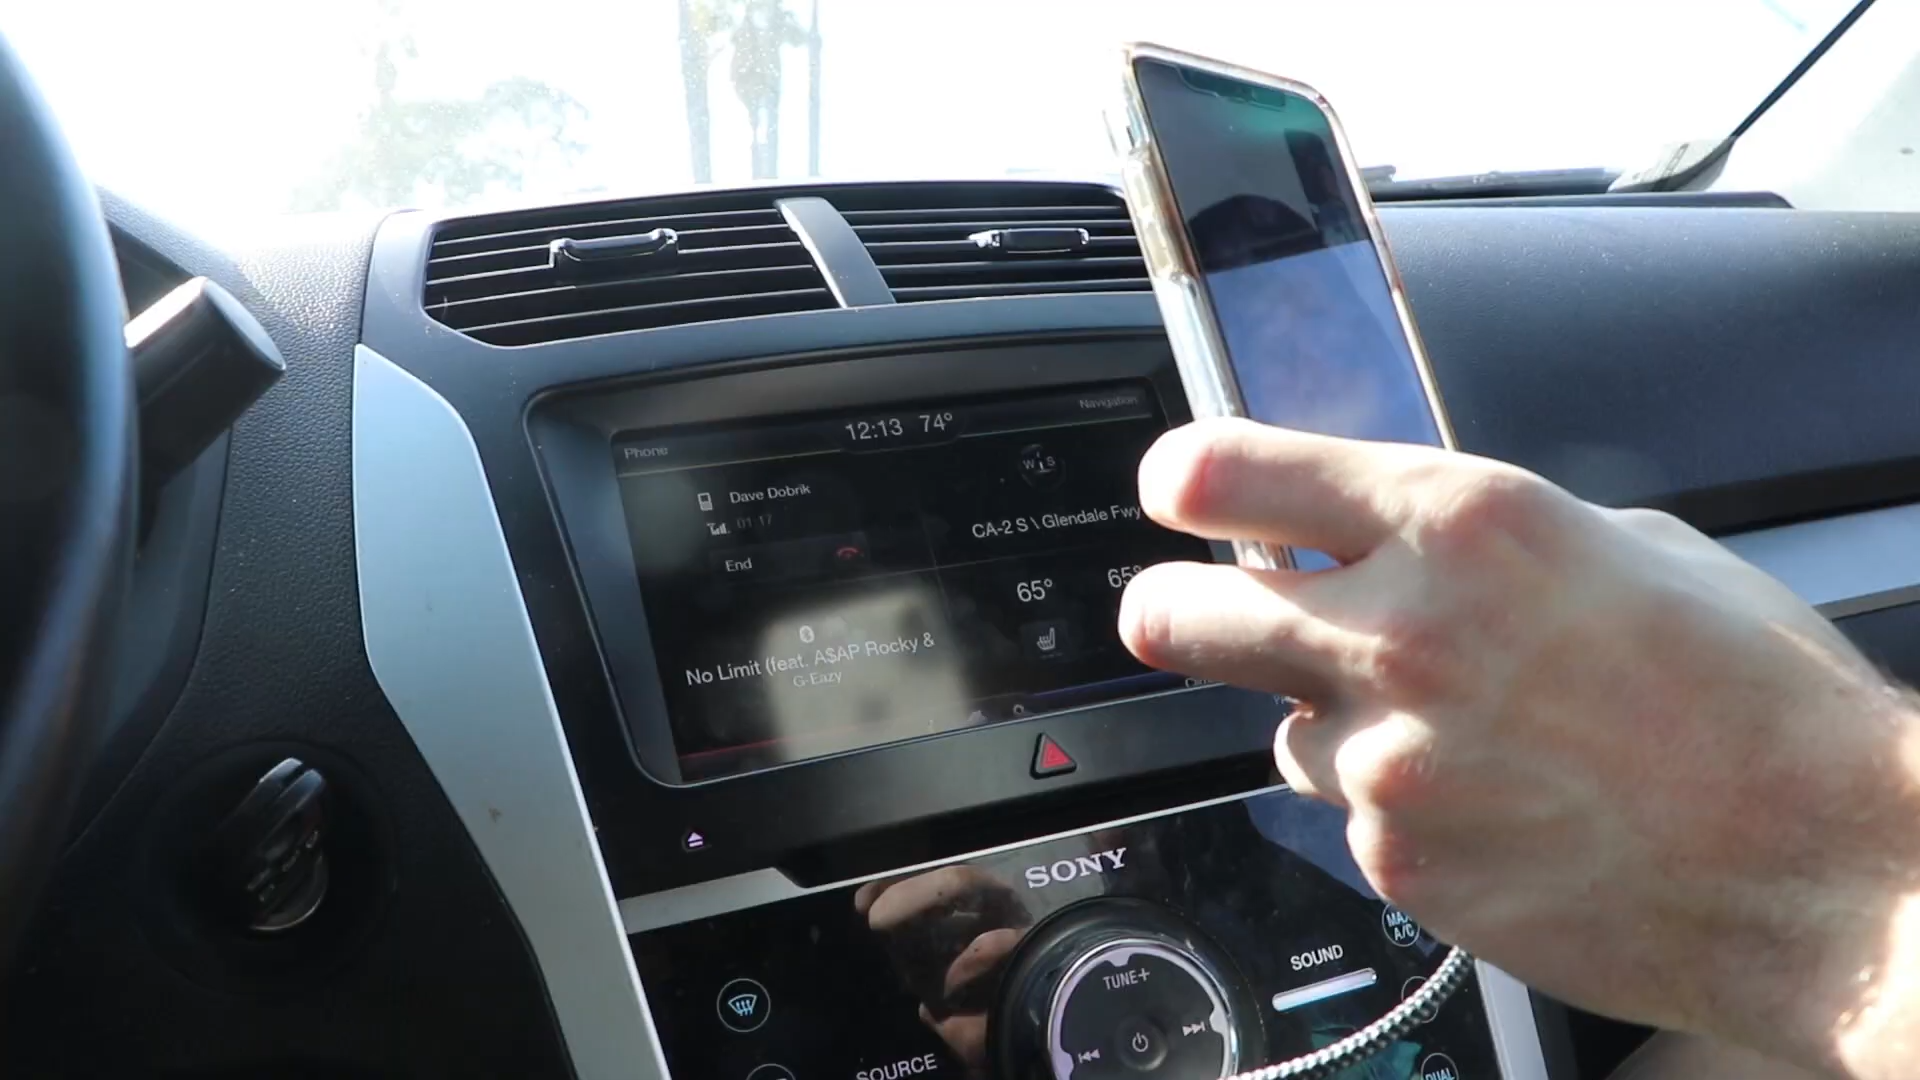 Phone
12:13 74°
Navigation
Dave Dobrik
01:17
End
W S
CA-2 S \ Glendale Fwy
65° 65°
No Limit (feat. A$AP Rocky &
G-Eazy
SONY
MAX
A/C
SOUND
TUNE+
SOURCE
DUAL